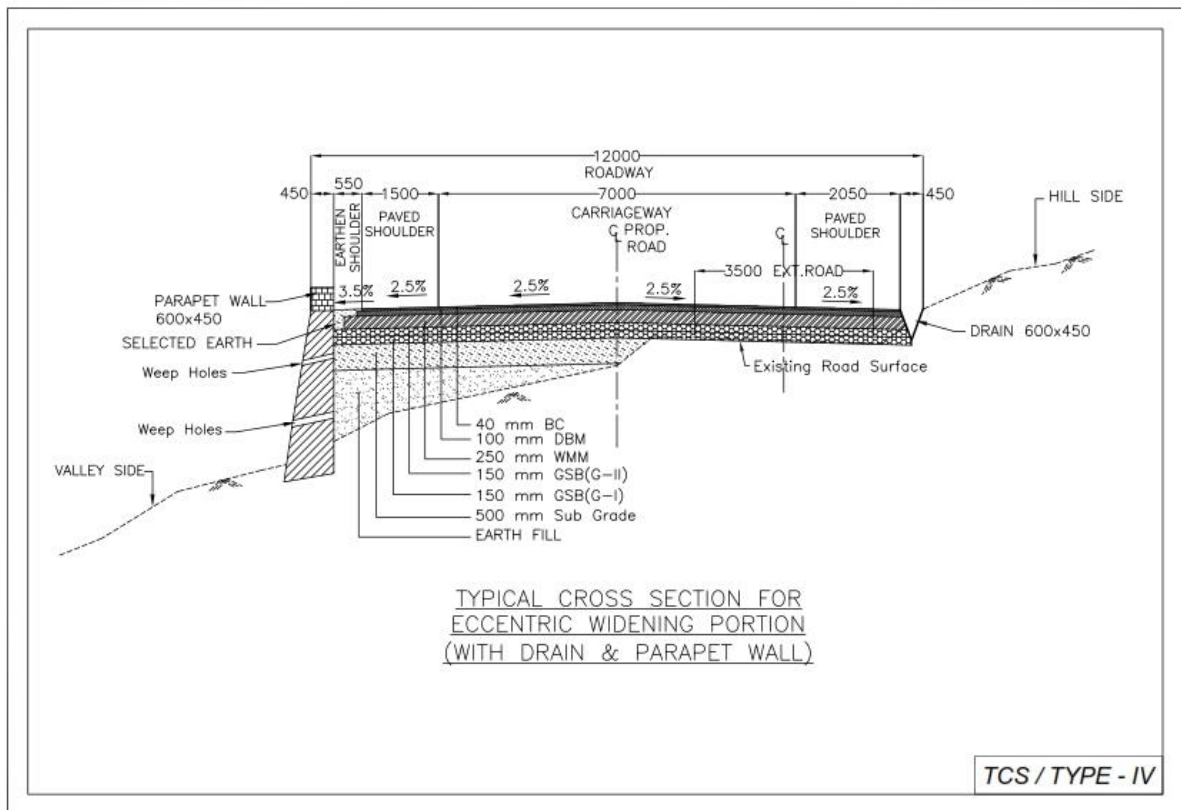 12000
ROADWAY
450
550
1500
7000
2050
450
EARTHEN
SHOULDER
PAVED
SHOULDER
CARRIAGEWAY
℄ PROP.
ROAD
℄
PAVED
SHOULDER
HILL SIDE
3500 EXT.ROAD
3.5%
2.5%
2.5%
2.5%
2.5%
PARAPET WALL
600x450
DRAIN 600x450
SELECTED EARTH
Existing Road Surface
Weep Holes
Weep Holes
40 mm BC
100 mm DBM
250 mm WMM
150 mm GSB(G-II)
150 mm GSB(G-I)
500 mm Sub Grade
EARTH FILL
VALLEY SIDE
TYPICAL CROSS SECTION FOR
ECCENTRIC WIDENING PORTION
(WITH DRAIN & PARAPET WALL)
TCS / TYPE - IV